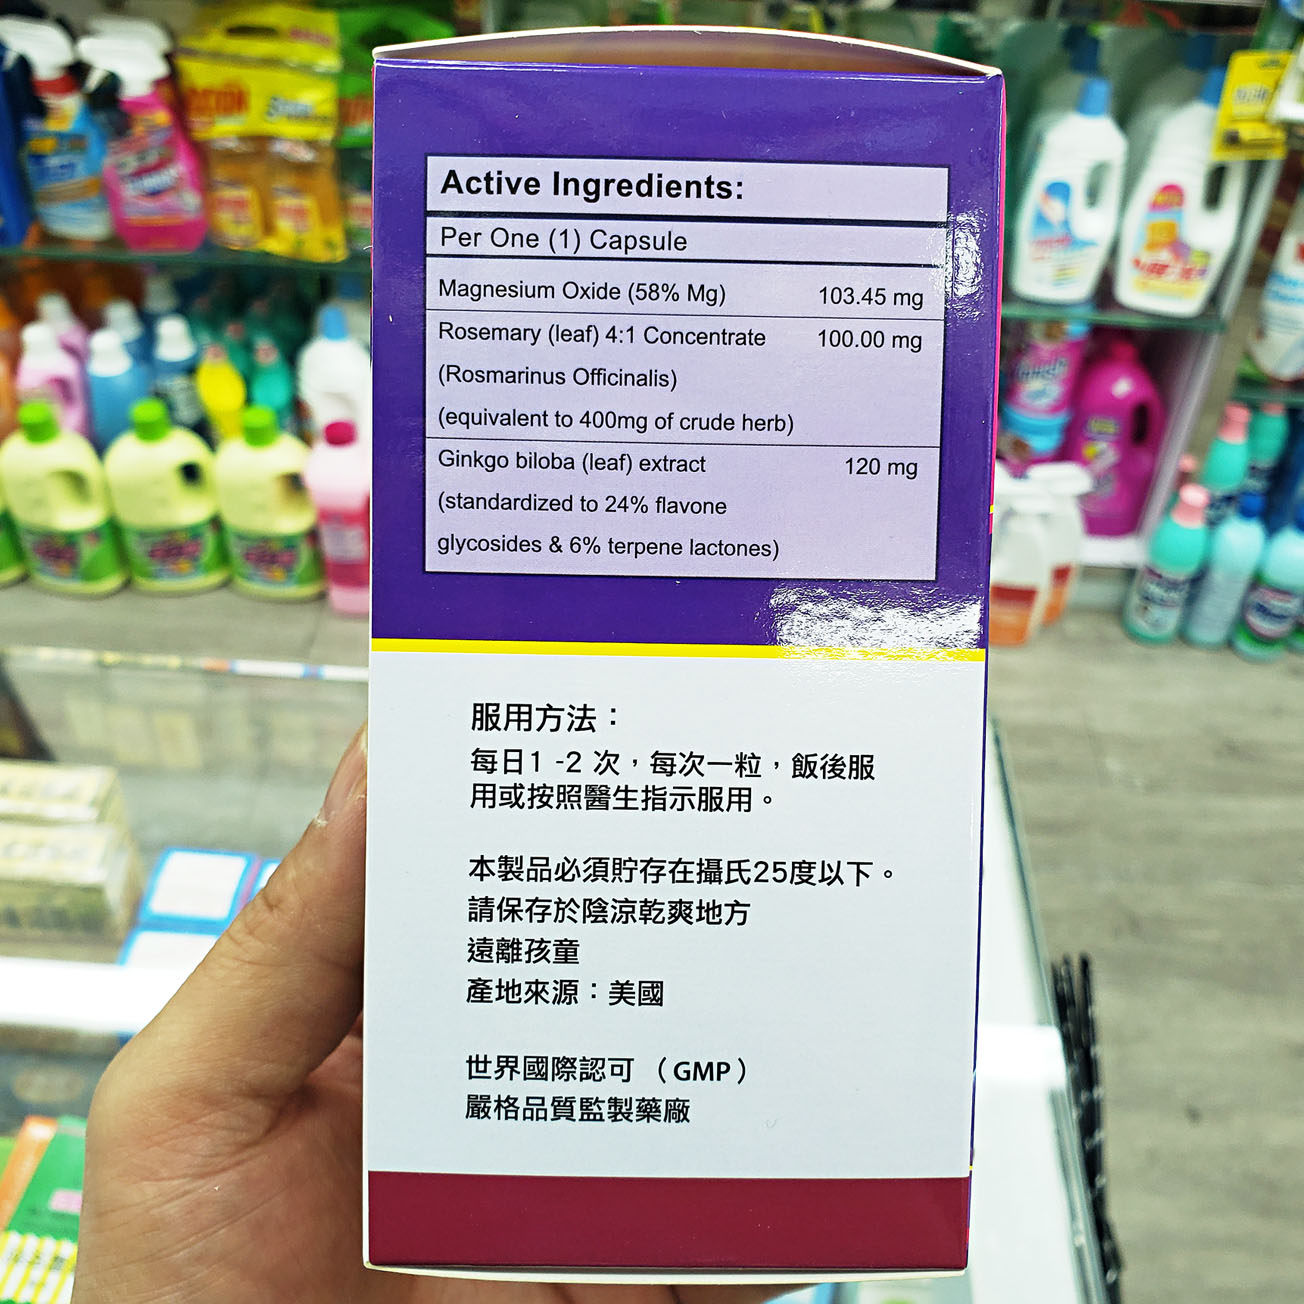 Active Ingredients:
Per One (1) Capsule
Magnesium Oxide (58% Mg) 103.45 mg
Rosemary (leaf) 4:1 Concentrate 100.00 mg
(Rosmarinus Officinalis)
(equivalent to 400mg of crude herb)
Ginkgo biloba (leaf) extract 120 mg
(standardized to 24% flavone
glycosides & 6% terpene lactones)
服用方法：
每日1 -2 次，每次一粒，飯後服
用或按照醫生指示服用。
本製品必須貯存在攝氏25度以下。
請保存於陰涼乾爽地方
遠離孩童
產地來源：美國
世界國際認可 （GMP）
嚴格品質監製藥廠